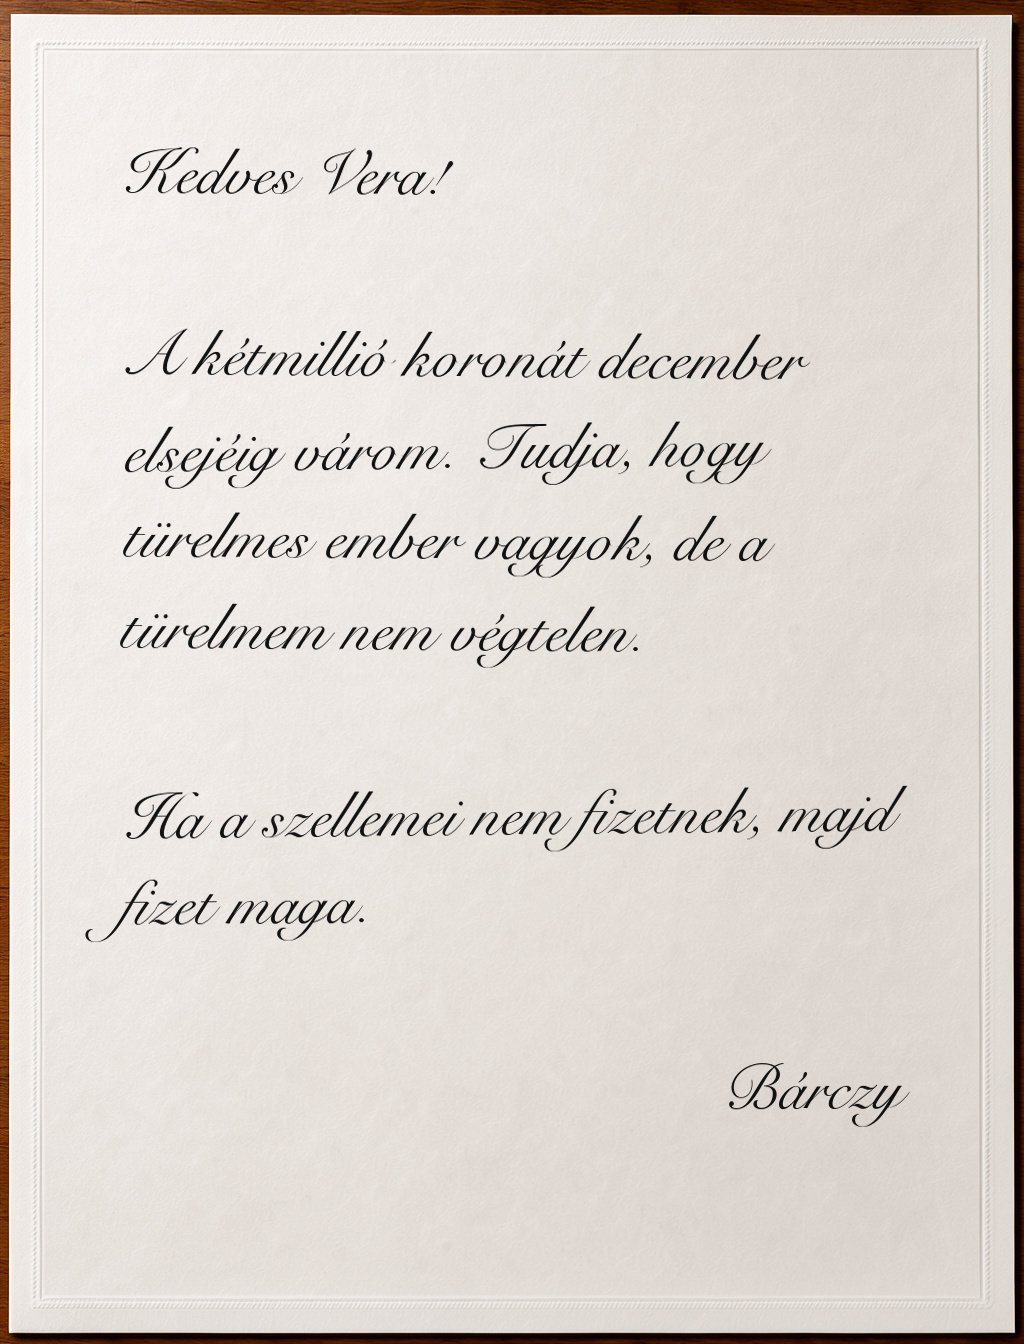 Kedves Vera!
A kétmillió koronát december
elsejéig várom. Tudja, hogy
türelmes ember vagyok, de a
türelmem nem végtelen.
Ha a szellemei nem fizetnek, majd
fizet maga.
Bárczy